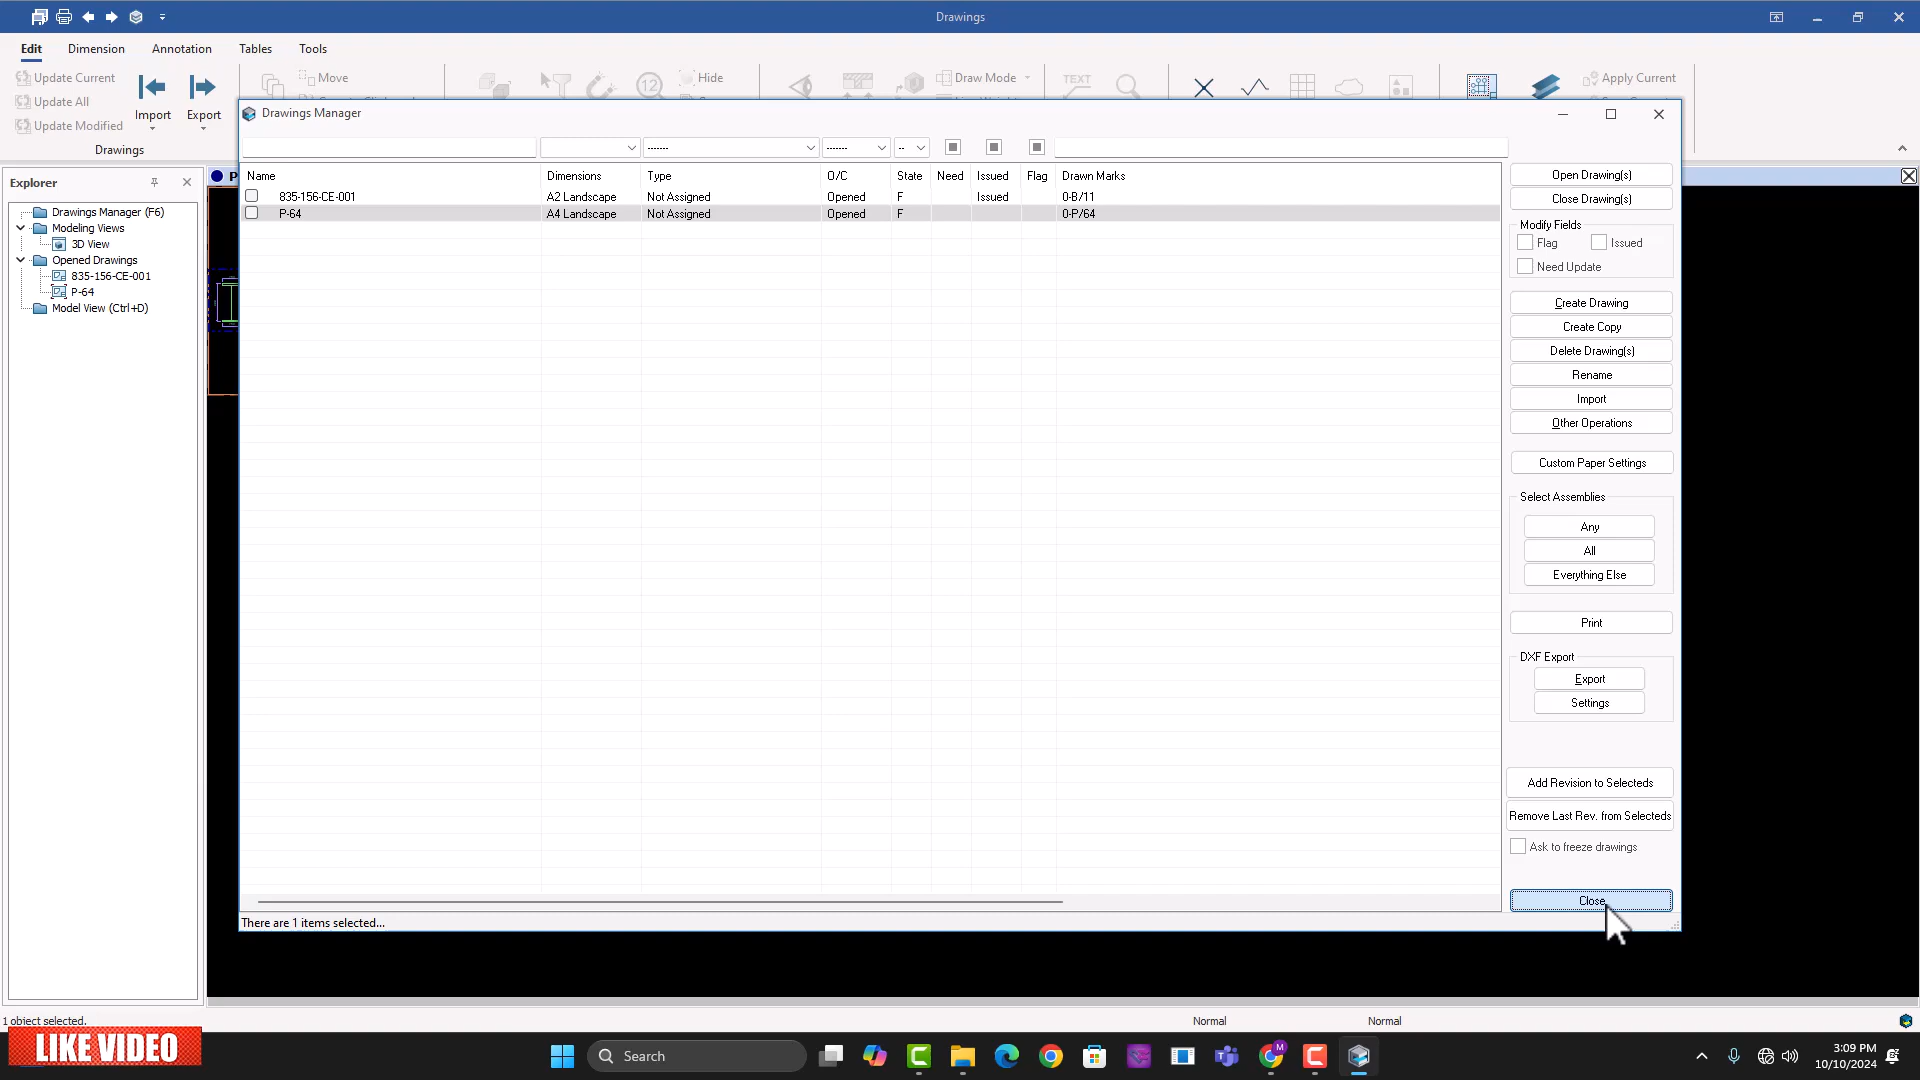 Drawings
Edit Dimension Annotation Tables Tools
Update Current
Update All
Update Modified
Import Export
Move
Hide
Draw Mode
TEXT
Apply Current
Drawings
Explorer
Drawings Manager (F6)
Modeling Views
3D View
Opened Drawings
835-156-CE-001
P-64
Model View (Ctrl+D)
P
Drawings Manager
------- ------- --
Name Dimensions Type O/C State Need Issued Flag Drawn Marks
835-156-CE-001 A2 Landscape Not Assigned Opened F Issued 0-B/11
P-64 A4 Landscape Not Assigned Opened F 0-P/64
Open Drawing(s)
Close Drawing(s)
Modify Fields
Flag Issued
Need Update
Create Drawing
Create Copy
Delete Drawing(s)
Rename
Import
Other Operations
Custom Paper Settings
Select Assemblies
Any
All
Everything Else
Print
DXF Export
Export
Settings
Add Revision to Selecteds
Remove Last Rev. from Selecteds
Ask to freeze drawings
Close
There are 1 items selected...
1 object selected.
Normal Normal
LIKE VIDEO
Search
M
3:09 PM
10/10/2024